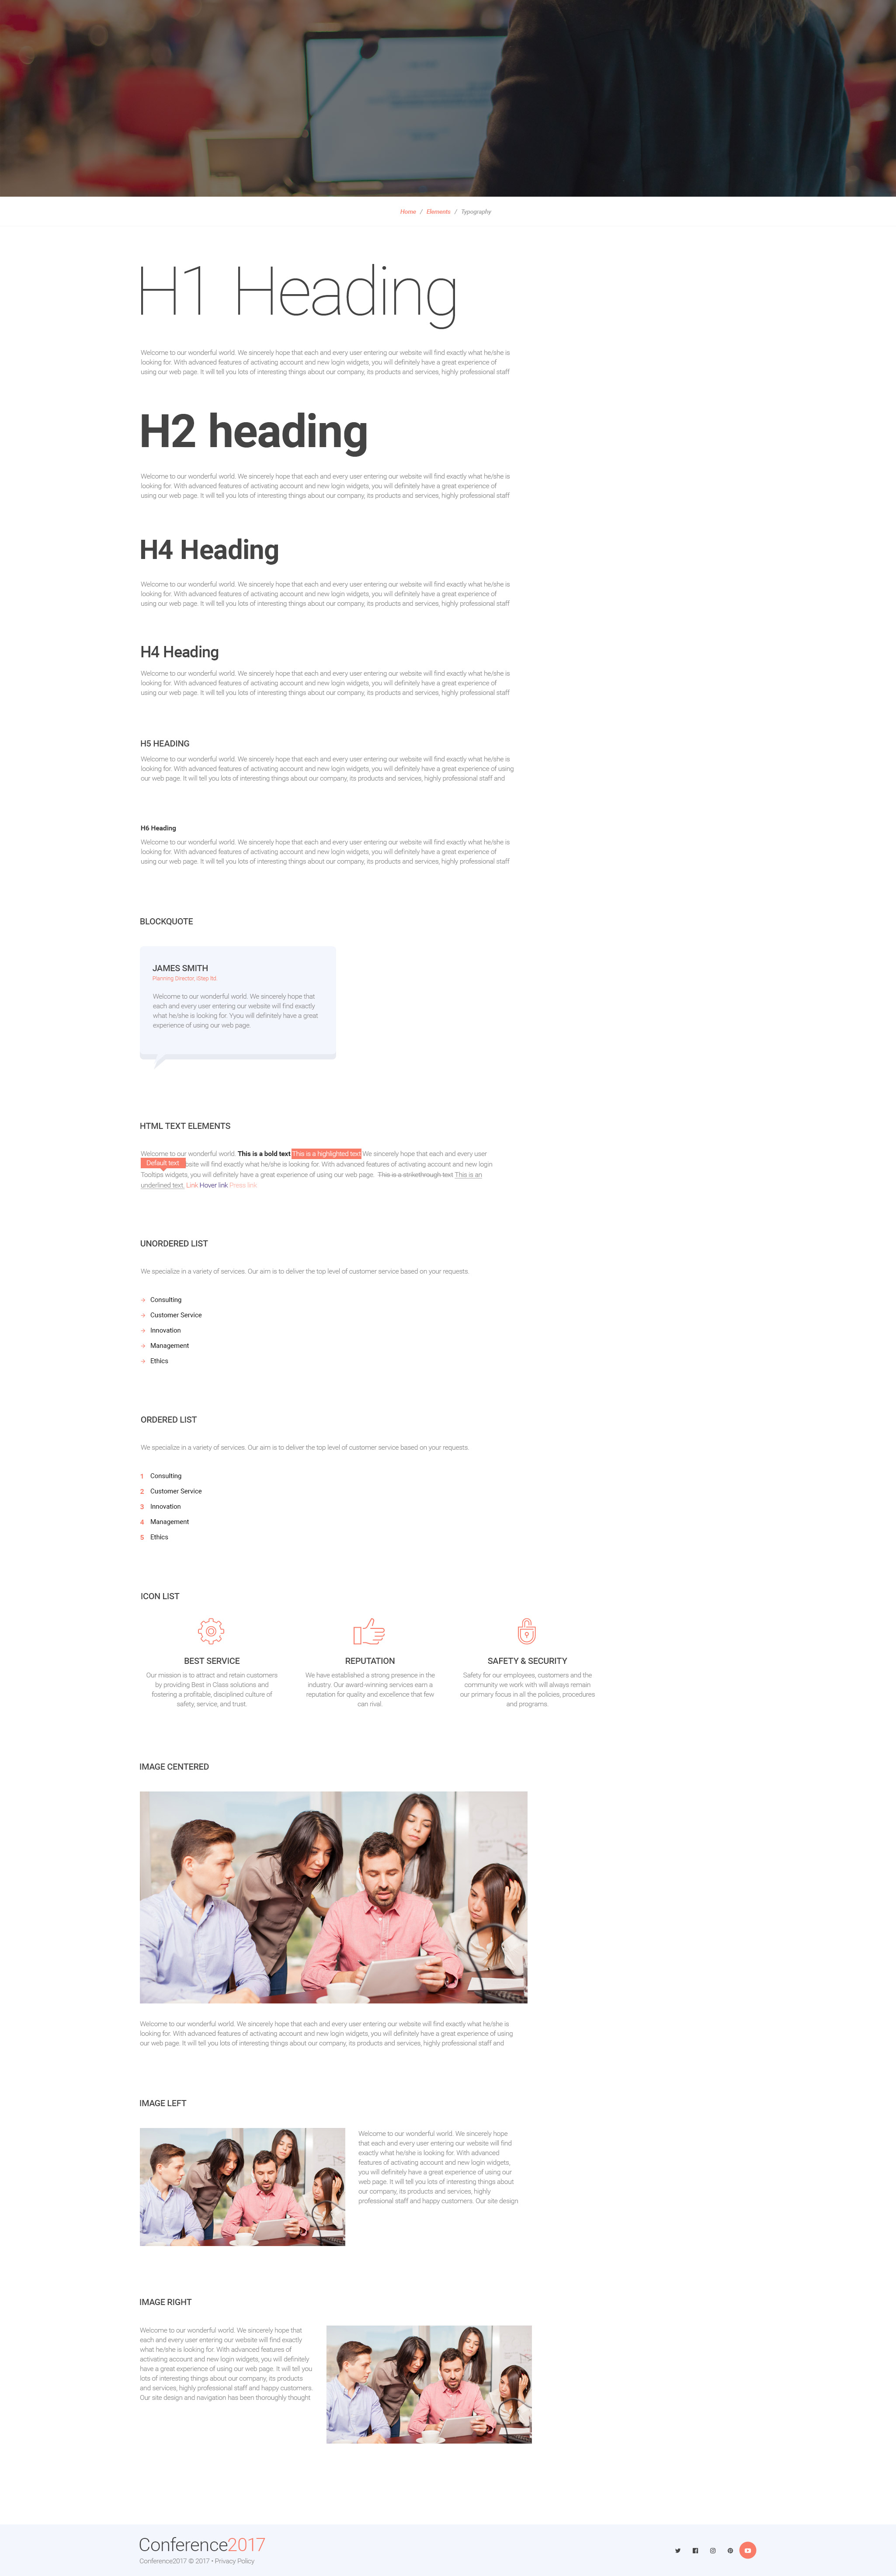 Home / Elements / Typography
H1 Heading
Welcome to our wonderful world. We sincerely hope that each and every user entering our website will find exactly what he/she is
looking for. With advanced features of activating account and new login widgets, you will definitely have a great experience of
using our web page. It will tell you lots of interesting things about our company, its products and services, highly professional staff
H2 heading
Welcome to our wonderful world. We sincerely hope that each and every user entering our website will find exactly what he/she is
looking for. With advanced features of activating account and new login widgets, you will definitely have a great experience of
using our web page. It will tell you lots of interesting things about our company, its products and services, highly professional staff
H4 Heading
Welcome to our wonderful world. We sincerely hope that each and every user entering our website will find exactly what he/she is
looking for. With advanced features of activating account and new login widgets, you will definitely have a great experience of
using our web page. It will tell you lots of interesting things about our company, its products and services, highly professional staff
H4 Heading
Welcome to our wonderful world. We sincerely hope that each and every user entering our website will find exactly what he/she is
looking for. With advanced features of activating account and new login widgets, you will definitely have a great experience of
using our web page. It will tell you lots of interesting things about our company, its products and services, highly professional staff
H5 HEADING
Welcome to our wonderful world. We sincerely hope that each and every user entering our website will find exactly what he/she is
looking for. With advanced features of activating account and new login widgets, you will definitely have a great experience of using
our web page. It will tell you lots of interesting things about our company, its products and services, highly professional staff and
H6 Heading
Welcome to our wonderful world. We sincerely hope that each and every user entering our website will find exactly what he/she is
looking for. With advanced features of activating account and new login widgets, you will definitely have a great experience of
using our web page. It will tell you lots of interesting things about our company, its products and services, highly professional staff
BLOCKQUOTE
JAMES SMITH
Planning Director, iStep ltd.
Welcome to our wonderful world. We sincerely hope that
each and every user entering our website will find exactly
what he/she is looking for. Yyou will definitely have a great
experience of using our web page.
HTML TEXT ELEMENTS
Welcome to our wonderful world. This is a bold text This is a highlighted text We sincerely hope that each and every user
Default text bsite will find exactly what he/she is looking for. With advanced features of activating account and new login
Tooltips widgets, you will definitely have a great experience of using our web page. This is a strikethrough text This is an
underlined text. Link Hover link Press link
UNORDERED LIST
We specialize in a variety of services. Our aim is to deliver the top level of customer service based on your requests.
Consulting
Customer Service
Innovation
Management
Ethics
ORDERED LIST
We specialize in a variety of services. Our aim is to deliver the top level of customer service based on your requests.
1 Consulting
2 Customer Service
3 Innovation
4 Management
5 Ethics
ICON LIST
BEST SERVICE
Our mission is to attract and retain customers
by providing Best in Class solutions and
fostering a profitable, disciplined culture of
safety, service, and trust.
REPUTATION
We have established a strong presence in the
industry. Our award-winning services earn a
reputation for quality and excellence that few
can rival.
SAFETY & SECURITY
Safety for our employees, customers and the
community we work with will always remain
our primary focus in all the policies, procedures
and programs.
IMAGE CENTERED
Welcome to our wonderful world. We sincerely hope that each and every user entering our website will find exactly what he/she is
looking for. With advanced features of activating account and new login widgets, you will definitely have a great experience of using
our web page. It will tell you lots of interesting things about our company, its products and services, highly professional staff and
IMAGE LEFT
Welcome to our wonderful world. We sincerely hope
that each and every user entering our website will find
exactly what he/she is looking for. With advanced
features of activating account and new login widgets,
you will definitely have a great experience of using our
web page. It will tell you lots of interesting things about
our company, its products and services, highly
professional staff and happy customers. Our site design
IMAGE RIGHT
Welcome to our wonderful world. We sincerely hope that
each and every user entering our website will find exactly
what he/she is looking for. With advanced features of
activating account and new login widgets, you will definitely
have a great experience of using our web page. It will tell you
lots of interesting things about our company, its products
and services, highly professional staff and happy customers.
Our site design and navigation has been thoroughly thought
Conference2017
Conference2017 © 2017 • Privacy Policy